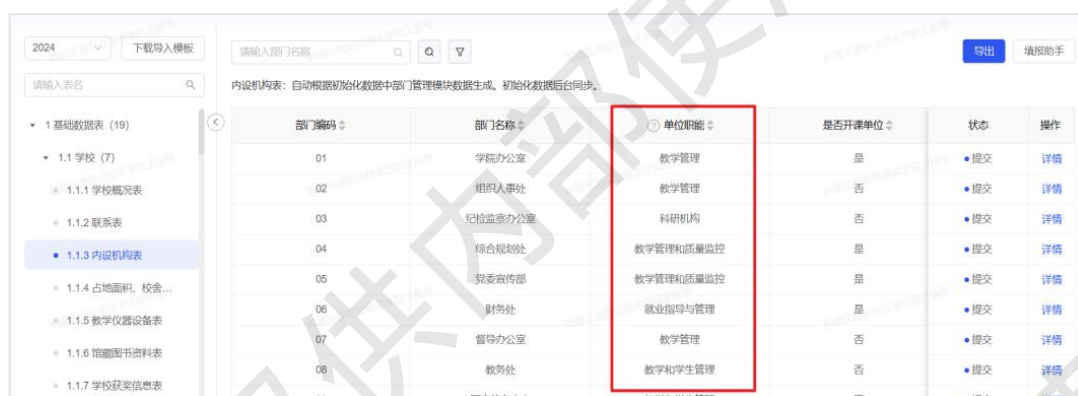 2024 下载导入模板 请输入部门名称 导出 填报助手
请输入表名 内设机构表：自动根据初始化数据中部门管理模块数据生成。初始化数据后台同步。
1 基础数据表（19） 部门编码 部门名称 单位职能 是否开课单位 状态 操作
1.1 学校（7） 01 学院办公室 教学管理 是 提交 详情
1.1.1 学校概况表 02 组织人事处 教学管理 否 提交 详情
1.1.2 联系表 03 纪检监察办公室 科研机构 否 提交 详情
1.1.3 内设机构表 04 综合规划处 教学管理和质量监控 是 提交 详情
1.1.4 占地面积、校舍... 05 党委宣传部 教学管理和质量监控 是 提交 详情
1.1.5 教学仪器设备表 06 财务处 就业指导与管理 是 提交 详情
1.1.6 馆藏图书资料表 07 督导办公室 教学管理 否 提交 详情
1.1.7 学校获奖信息表 08 教务处 教学和学生管理 否 提交 详情
供内部使